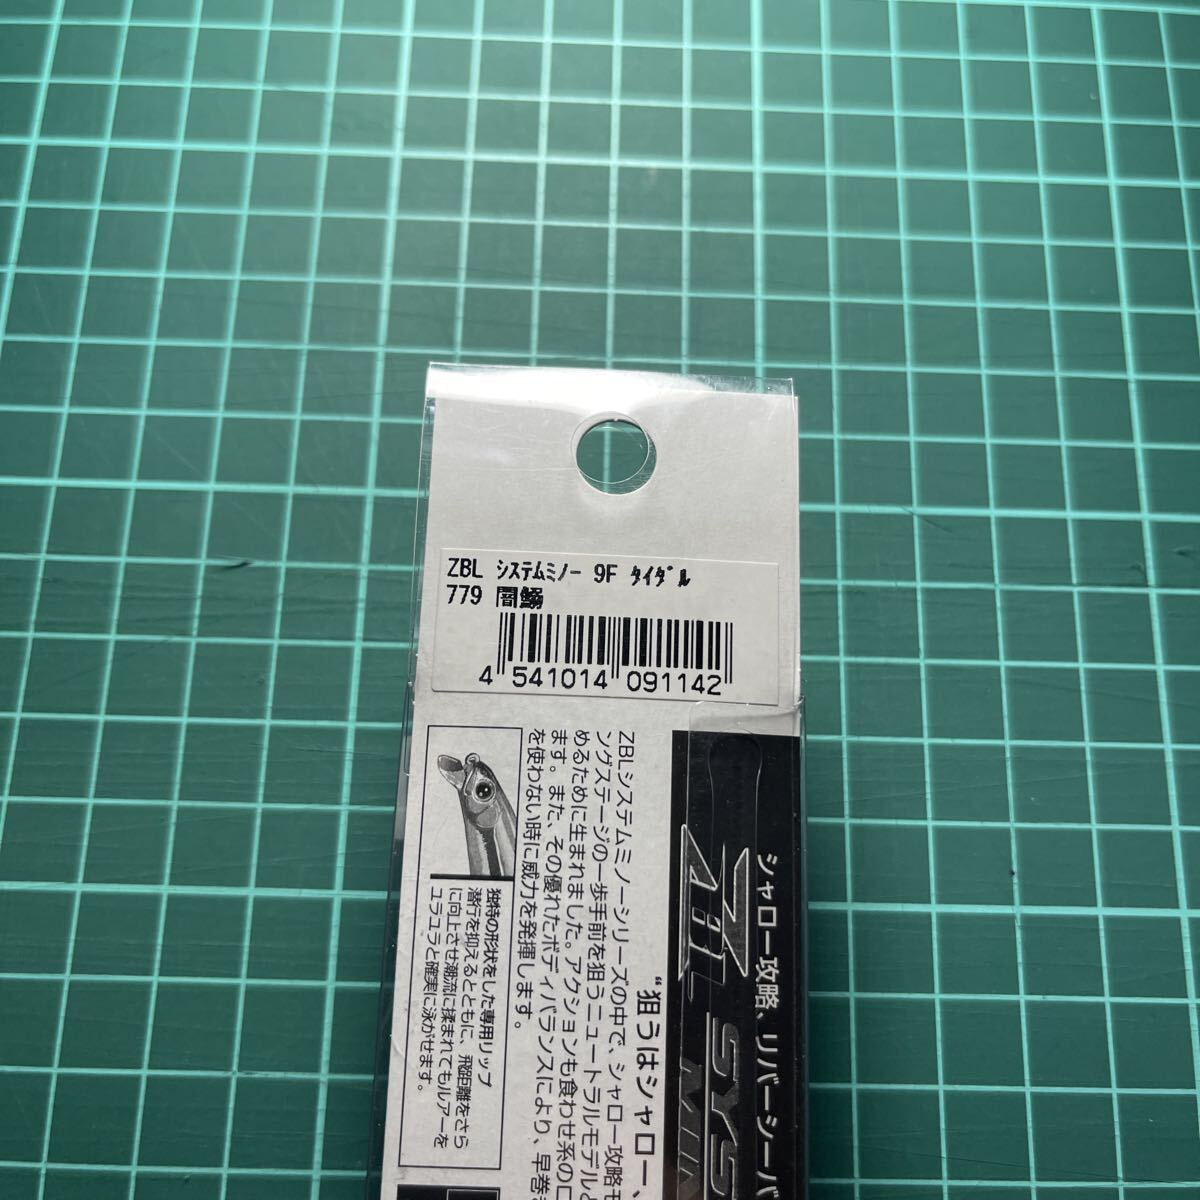 ZBL ｼｽﾃﾑﾐﾉｰ 9F ﾀｲﾀﾞﾙ
779 闇鰯
4 541014 091142
シャロー攻略、リバーシーバ
ZBL SYS
“狙うはシャロー、
ZBLシステムミノーシリーズの中で、シャロー攻略モ
ングステージの一歩手前を狙うニュートラルモデルと
めるために生まれました。アクションも食わせ系のロ
ます。また、その優れたボディバランスにより、早巻き
を使わない時に威力を発揮します。
独特の形状をした専用リップ
潜行を抑えるとともに、飛距離をさら
に向上させ潮流に揉まれてもルアーを
ユラユラと確実に泳がせます。